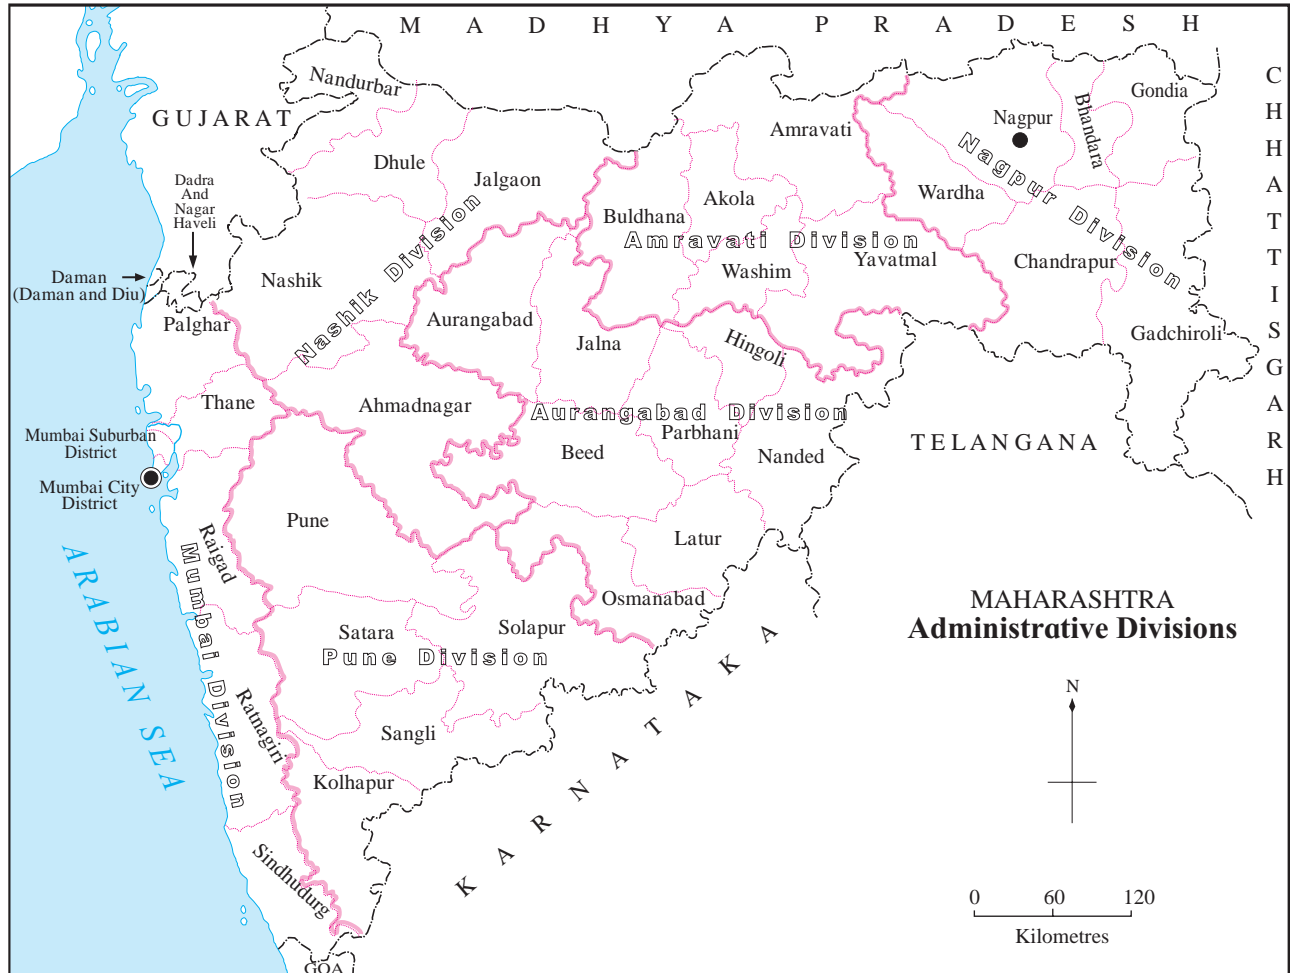 M A D H Y A P R A D E S H
CHHATTISGARH
GUJARAT
Nandurbar
Dhule
Jalgaon
Amravati
Nagpur
Bhandara
Gondia
Dadra
And
Nagar
Haveli
Buldhana
Akola
Wardha
Nagpur Division
Amravati Division
Nashik Division
Daman
(Daman and Diu)
Nashik
Washim
Yavatmal
Chandrapur
Palghar
Aurangabad
Jalna
Hingoli
Gadchiroli
Thane
Ahmadnagar
Aurangabad Division
Mumbai Suburban
District
Parbhani
Beed
Nanded
TELANGANA
Mumbai City
District
Pune
Raigad
Latur
ARABIAN SEA
Mumbai Division
Osmanabad
Satara
Solapur
Pune Division
MAHARASHTRA
Administrative Divisions
Ratnagiri
Sangli
Kolhapur
KARNATAKA
N
Sindhudurg
0 60 120
Kilometres
GOA